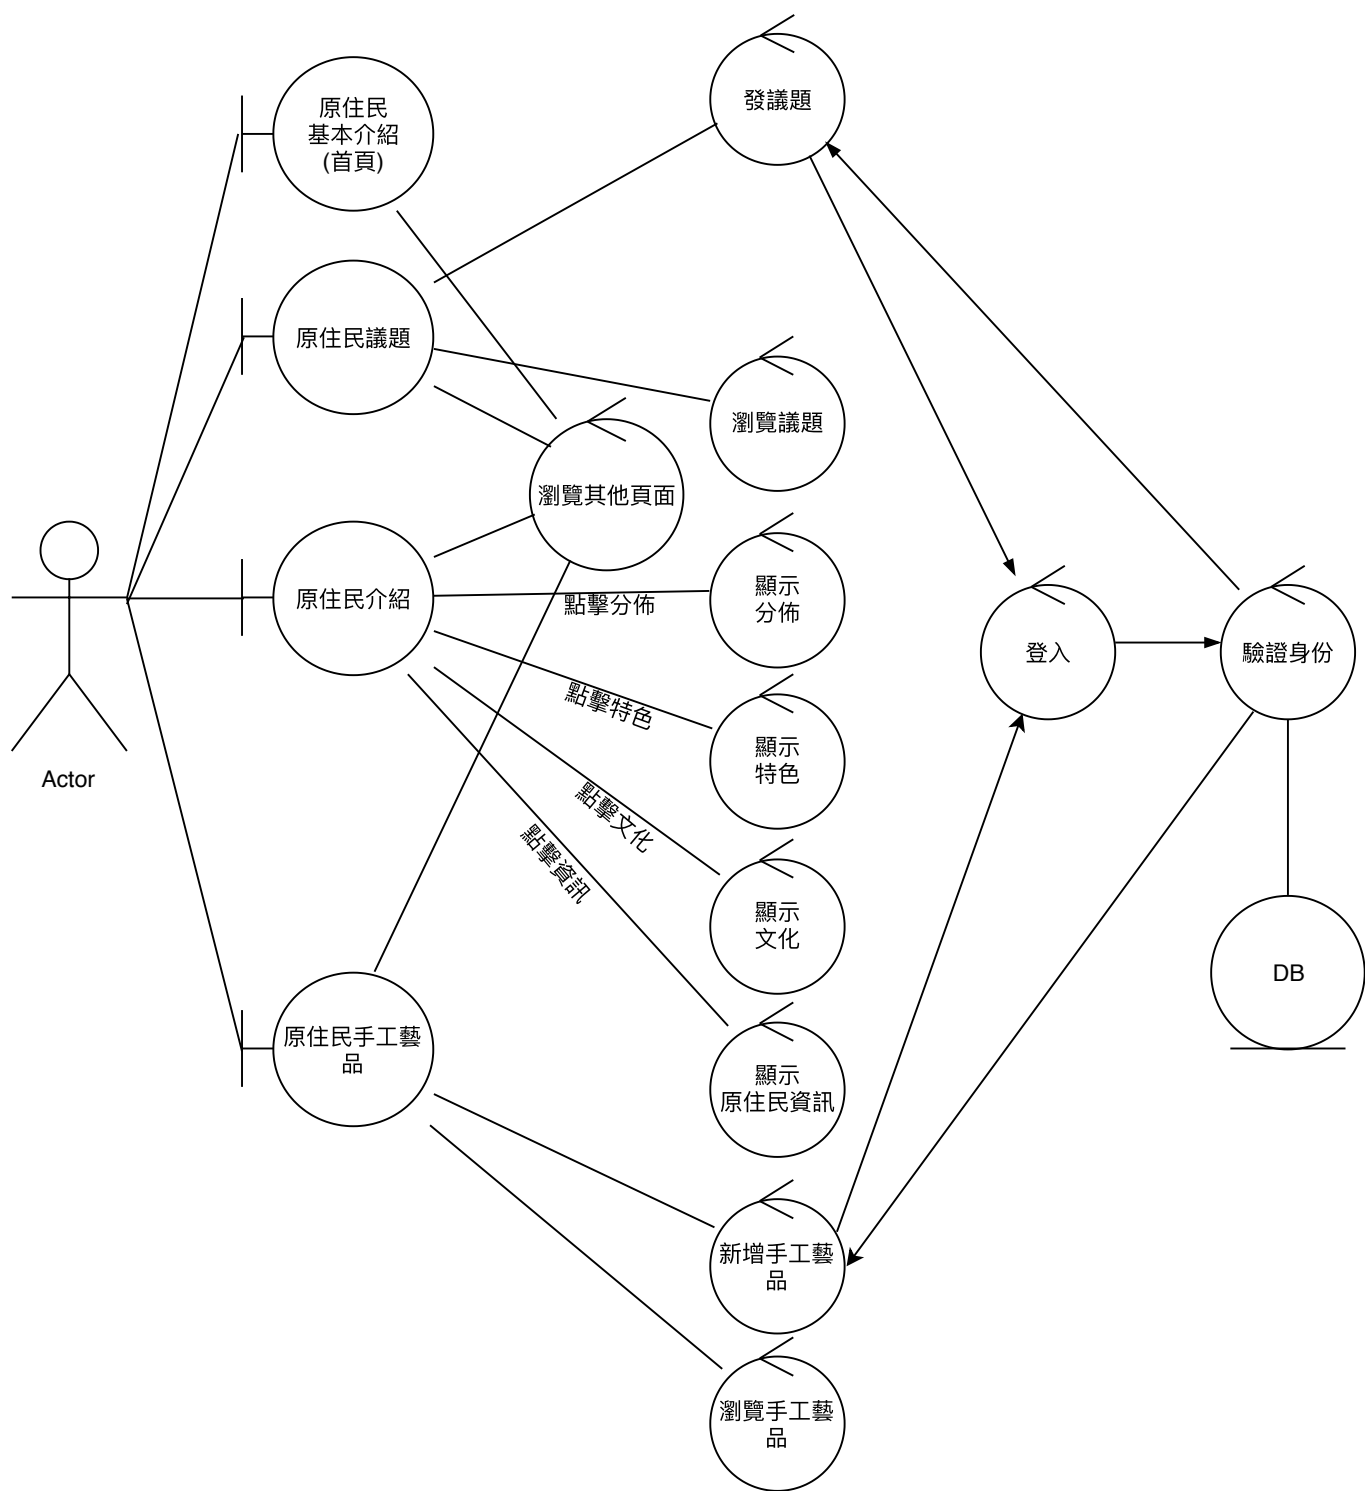 原住民
基本介紹
(首頁)
發議題
原住民議題
瀏覽議題
瀏覽其他頁面
原住民介紹
點擊分佈
顯示
分佈
登入
驗證身份
點擊特色
顯示
特色
Actor
點擊文化
點擊資訊
顯示
文化
DB
原住民手工藝
品
顯示
原住民資訊
新增手工藝
品
瀏覽手工藝
品